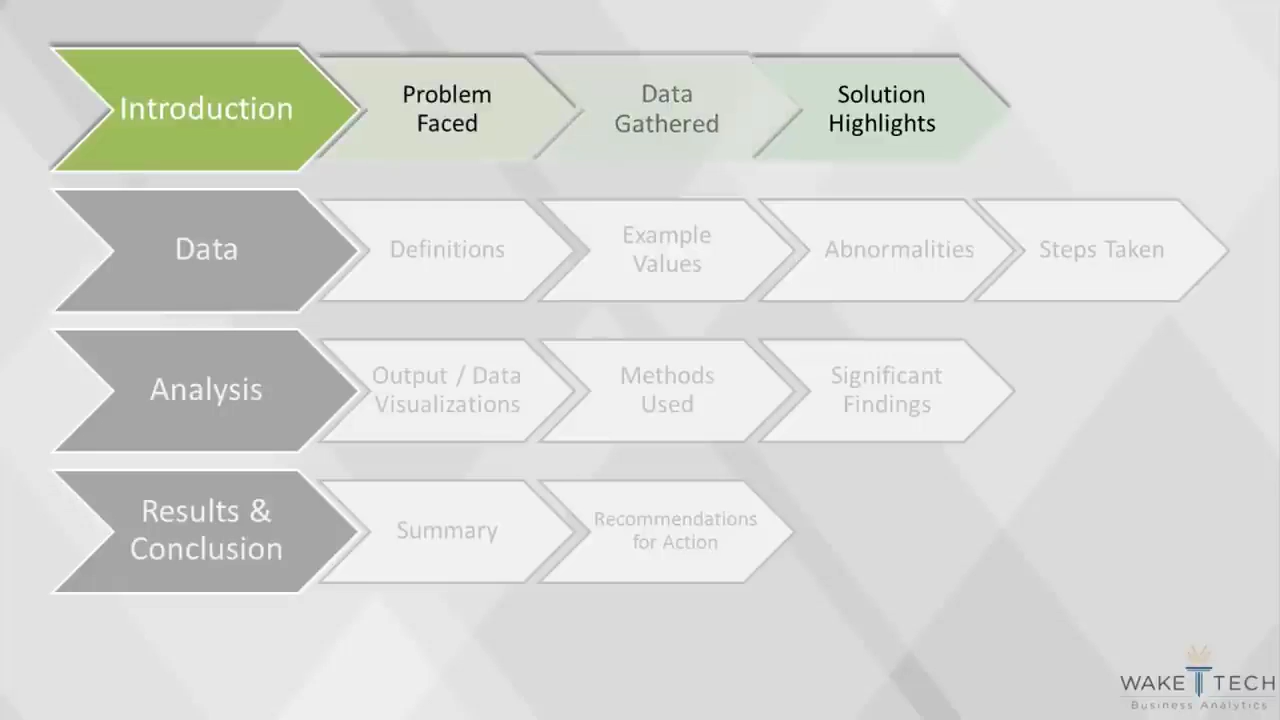 Introduction
Problem
Faced
Data
Gathered
Solution
Highlights
Data
Definitions
Example
Values
Abnormalities
Steps Taken
Analysis
Output / Data
Visualizations
Methods
Used
Significant
Findings
Results &
Conclusion
Summary
Recommendations
for Action
WAKE TECH
Business Analytics